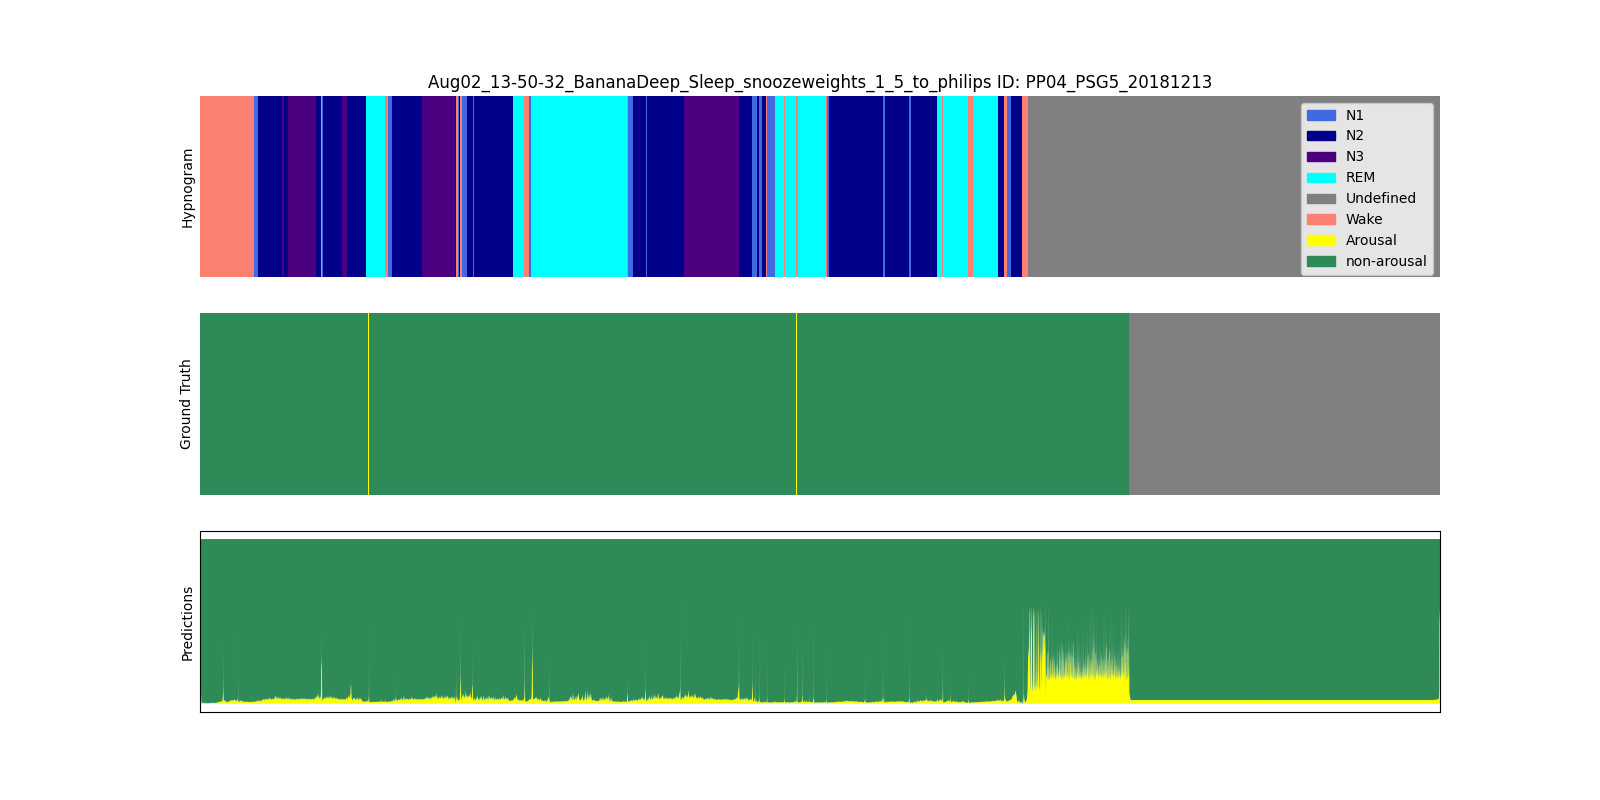 Aug02_13-50-32_BananaDeep_Sleep_snoozeweights_1_5_to_philips ID: PP04_PSG5_20181213
Hypnogram
N1
N2
N3
REM
Undefined
Wake
Arousal
non-arousal
Ground Truth
Predictions